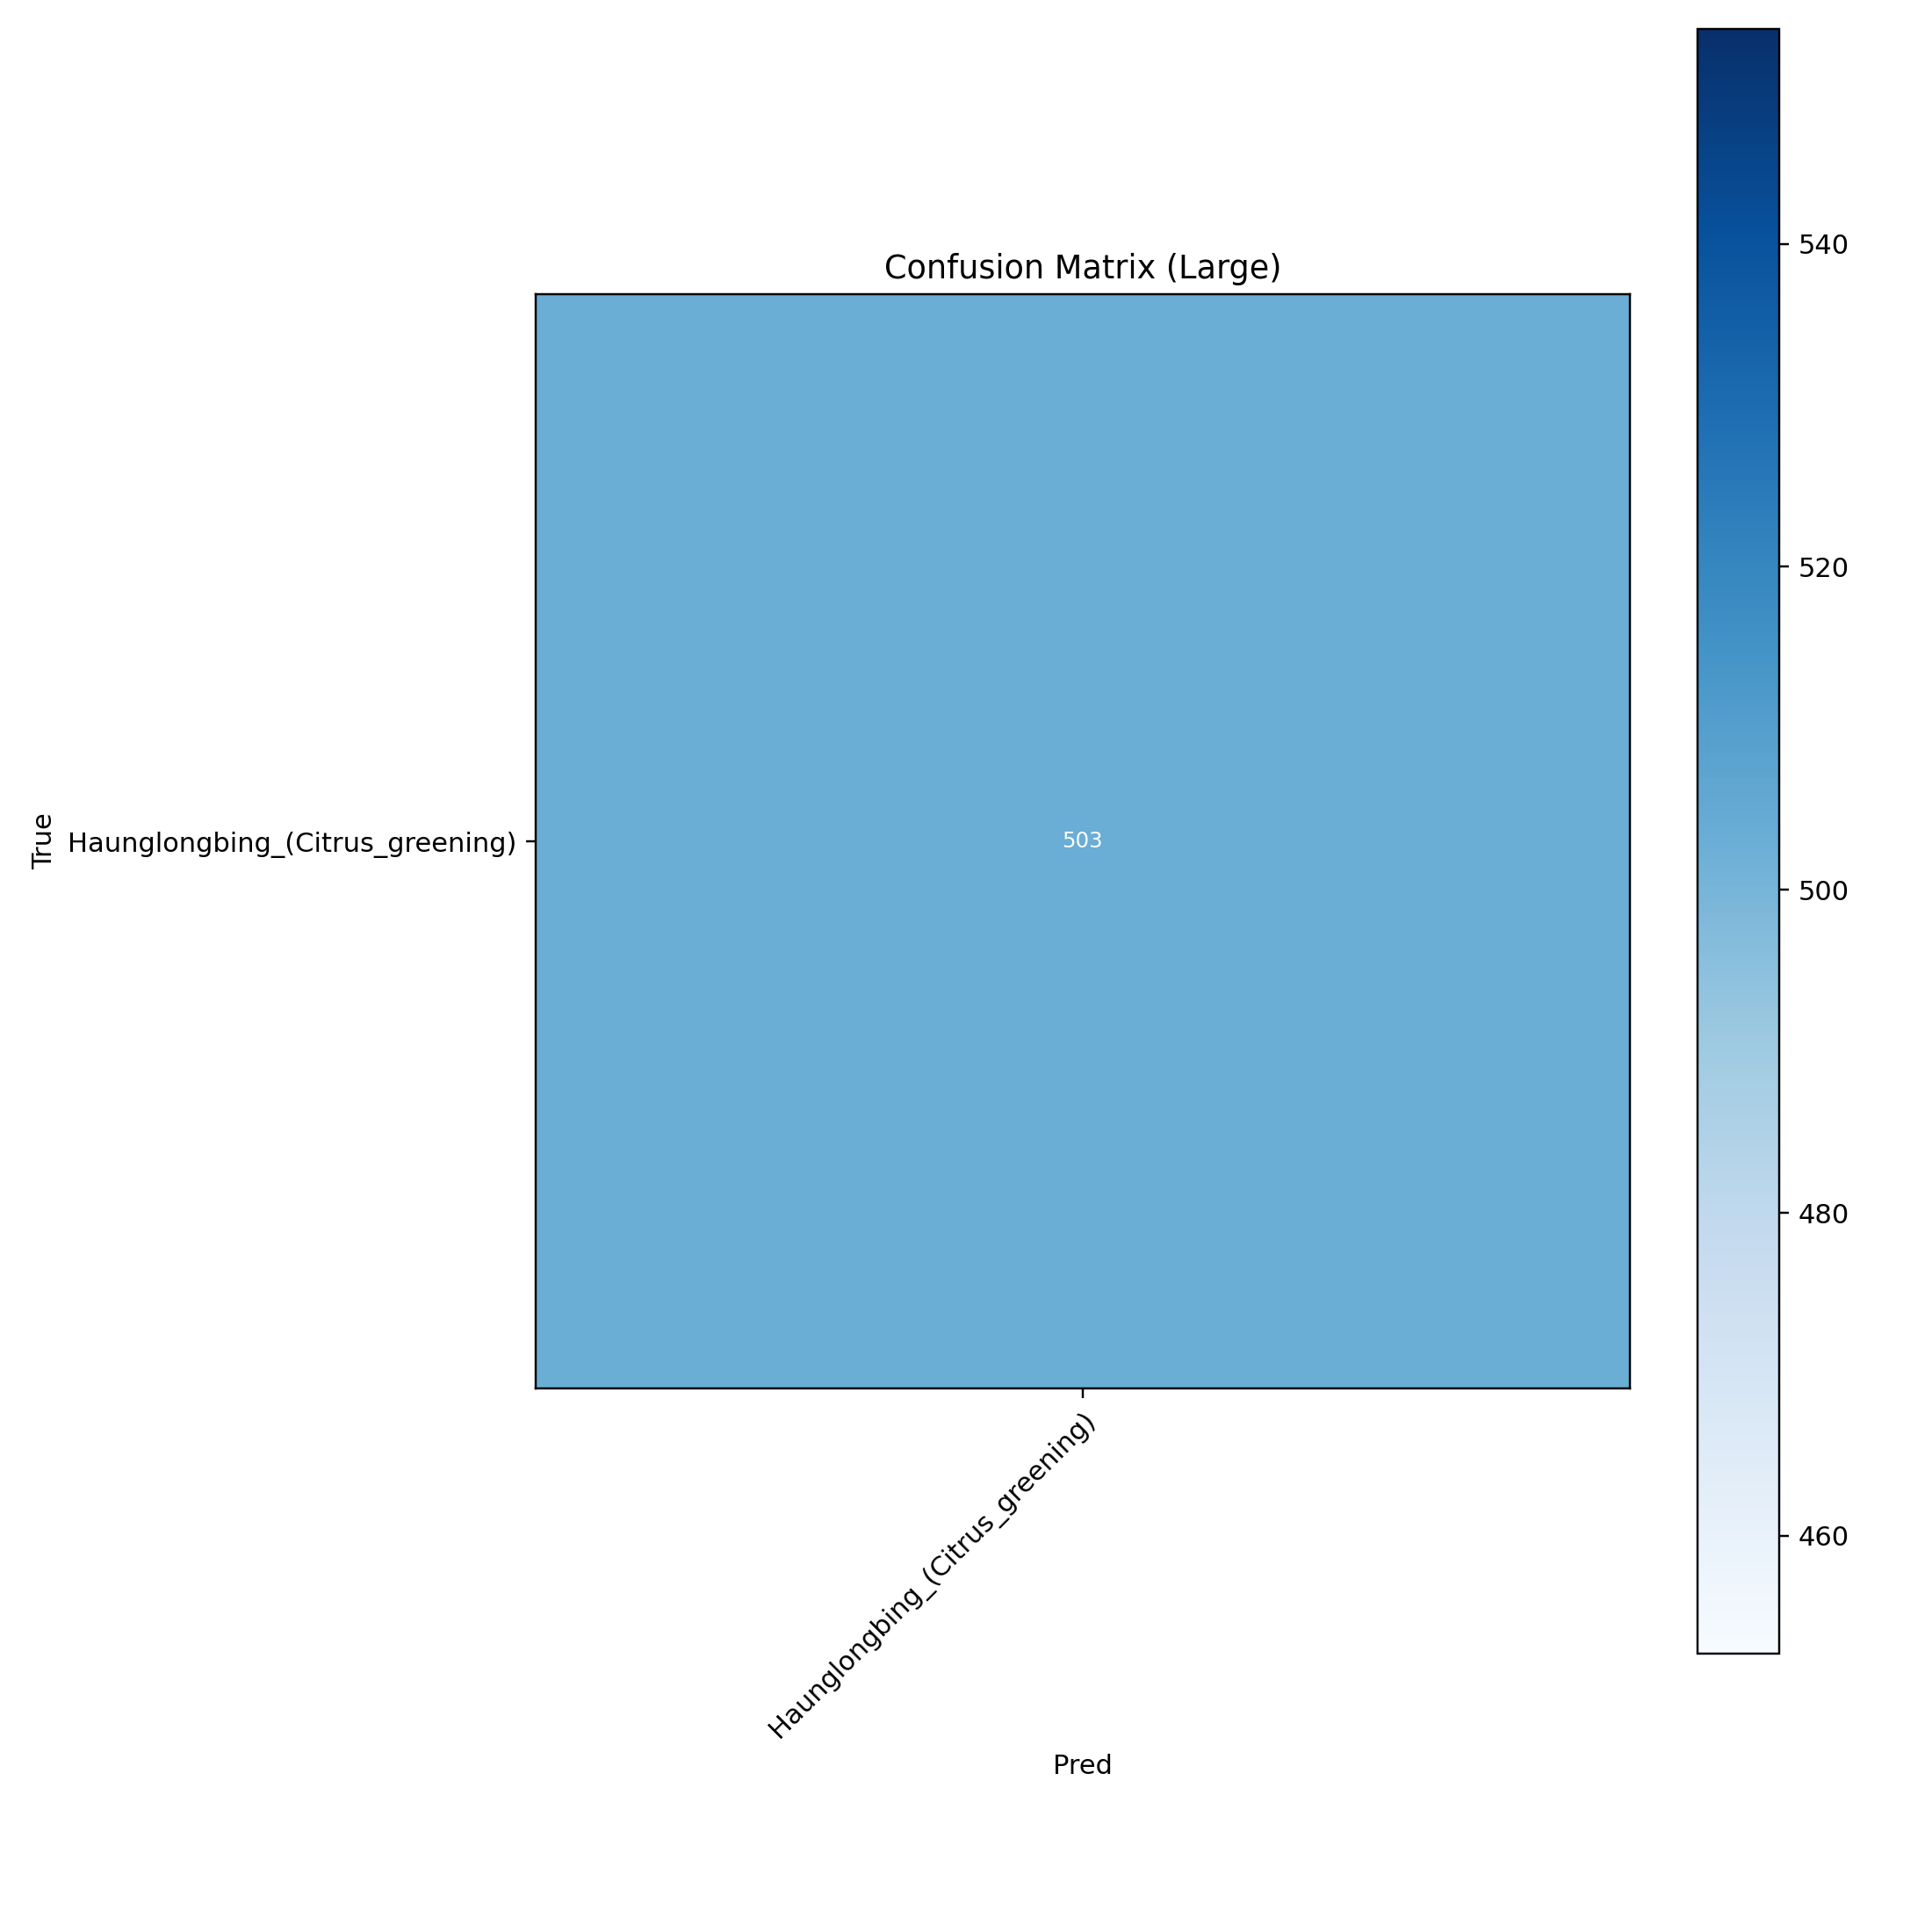 Confusion Matrix (Large)
540
520
500
480
460
True
Haunglongbing_(Citrus_greening)
503
Haunglongbing_(Citrus_greening)
Pred